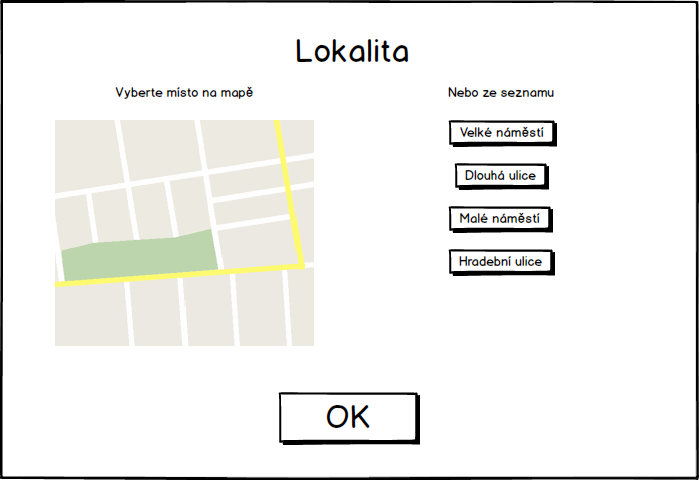 Lokalita
Vyberte místo na mapě
Nebo ze seznamu
Velké náměstí
Dlouhá ulice
Malé náměstí
Hradební ulice
OK